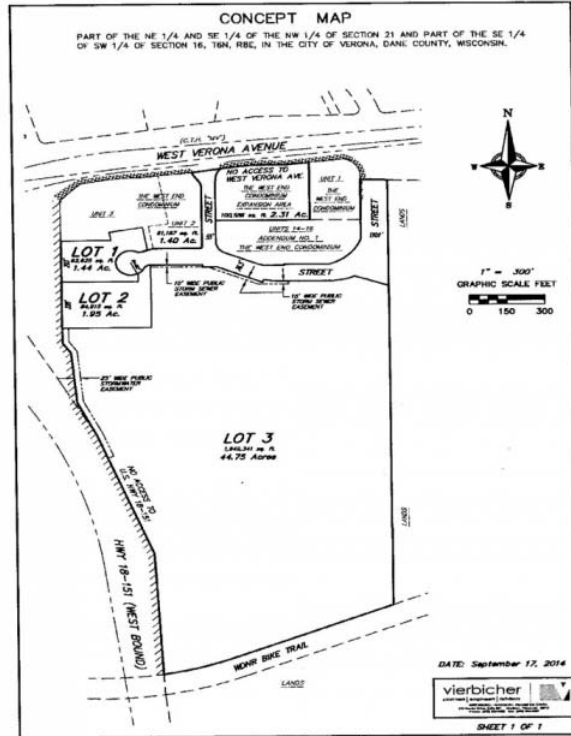 CONCEPT MAP
PART OF THE NE 1/4 AND SE 1/4 OF THE NW 1/4 OF SECTION 21 AND PART OF THE SE 1/4
OF SW 1/4 OF SECTION 16, T6N, R8E, IN THE CITY OF VERONA, DANE COUNTY, WISCONSIN.
WEST VERONA AVENUE
NO ACCESS TO
WEST VERONA AVE.
THE WEST END
CONDOMINIUM
EXPANSION AREA
2.31 Ac.
UNIT 1
THE
WEST END
CONDOMINIUM
THE WEST END
CONDOMINIUM
UNIT 2
1.40 Ac.
STREET
UNITS 14-16
ADDENDUM NO. 1
THE WEST END CONDOMINIUM
STREET
LANDS
LOT 1
1.44 Ac.
STREET
LOT 2
1.95 Ac.
WIDE PUBLIC
STORM SEWER
EASEMENT
WIDE PUBLIC
STORM SEWER
EASEMENT
25' WIDE PUBLIC
STORMWATER
EASEMENT
LOT 3
44.75 Acres
NO ACCESS TO
U.S. HWY 18-151
HWY 18-151 (WEST BOUND)
LANDS
WDNR BIKE TRAIL
LANDS
N
W
E
S
1" = 300'
GRAPHIC SCALE FEET
0 150 300
DATE: September 17, 2014
vierbicher
planners | engineers | advisors
SHEET 1 OF 1